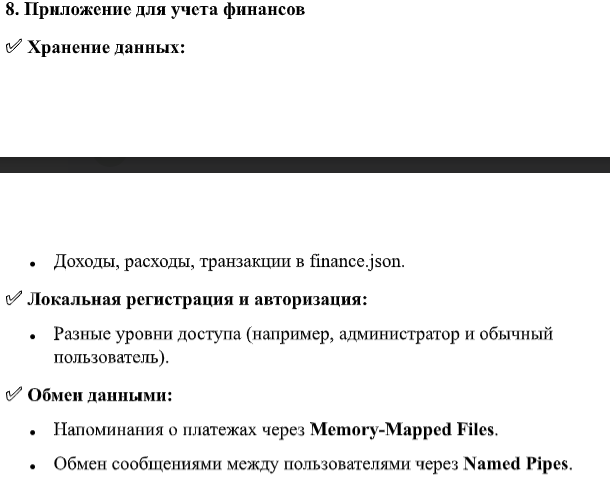 8. Приложение для учета финансов
✅ Хранение данных:
• Доходы, расходы, транзакции в finance.json.
✅ Локальная регистрация и авторизация:
• Разные уровни доступа (например, администратор и обычный
пользователь).
✅ Обмен данными:
• Напоминания о платежах через Memory-Mapped Files.
• Обмен сообщениями между пользователями через Named Pipes.